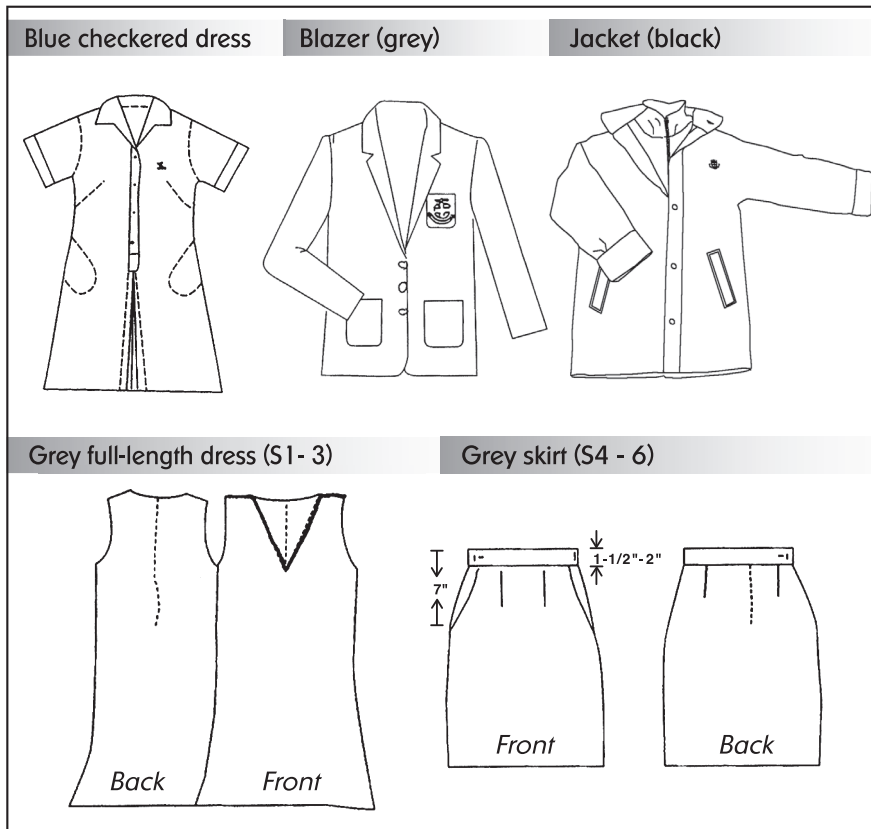 Blue checkered dress
Blazer (grey)
Jacket (black)
Grey full-length dress (S1- 3)
Grey skirt (S4 - 6)
1-1/2"-2"
7"
Back
Front
Front
Back